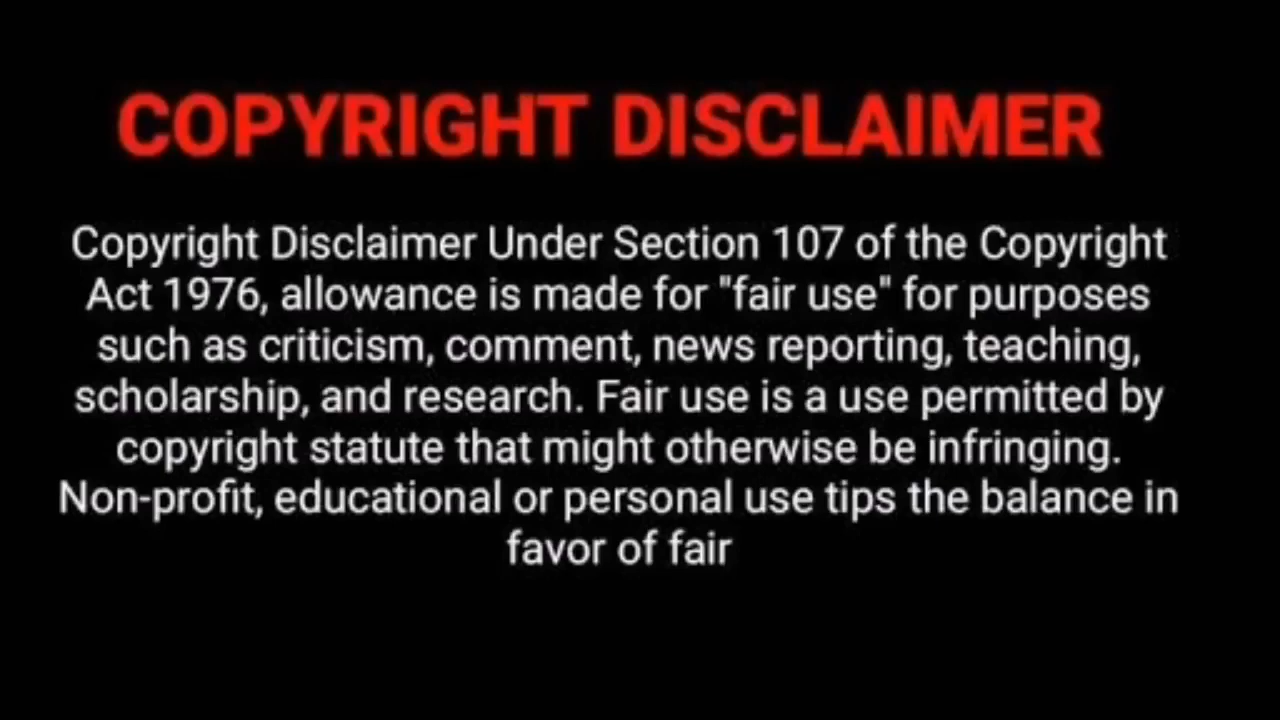 COPYRIGHT DISCLAIMER
Copyright Disclaimer Under Section 107 of the Copyright
Act 1976, allowance is made for "fair use" for purposes
such as criticism, comment, news reporting, teaching,
scholarship, and research. Fair use is a use permitted by
copyright statute that might otherwise be infringing.
Non-profit, educational or personal use tips the balance in
favor of fair